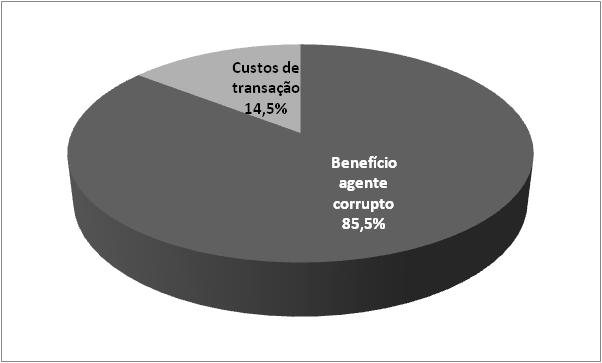 Custos de
transação
14,5%
Benefício
agente
corrupto
85,5%